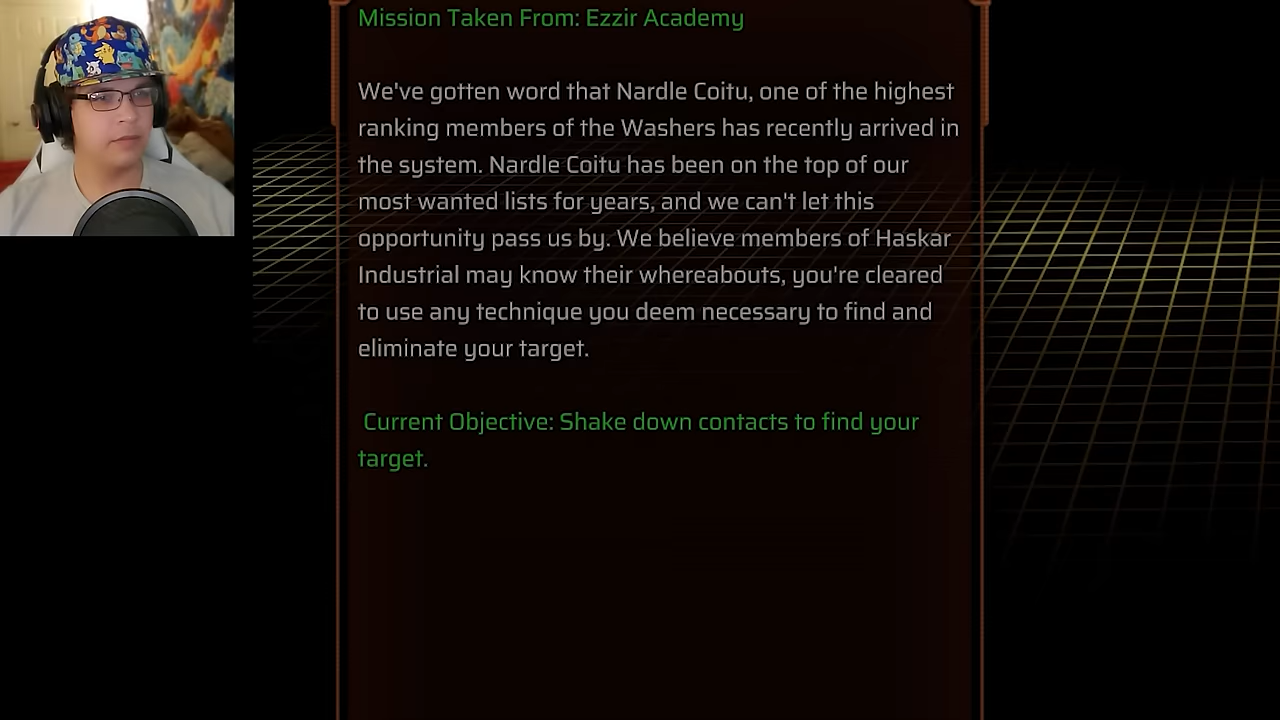 Mission Taken From: Ezzir Academy
We've gotten word that Nardle Coitu, one of the highest
ranking members of the Washers has recently arrived in
the system. Nardle Coitu has been on the top of our
most wanted lists for years, and we can't let this
opportunity pass us by. We believe members of Haskar
Industrial may know their whereabouts, you're cleared
to use any technique you deem necessary to find and
eliminate your target.
Current Objective: Shake down contacts to find your
target.